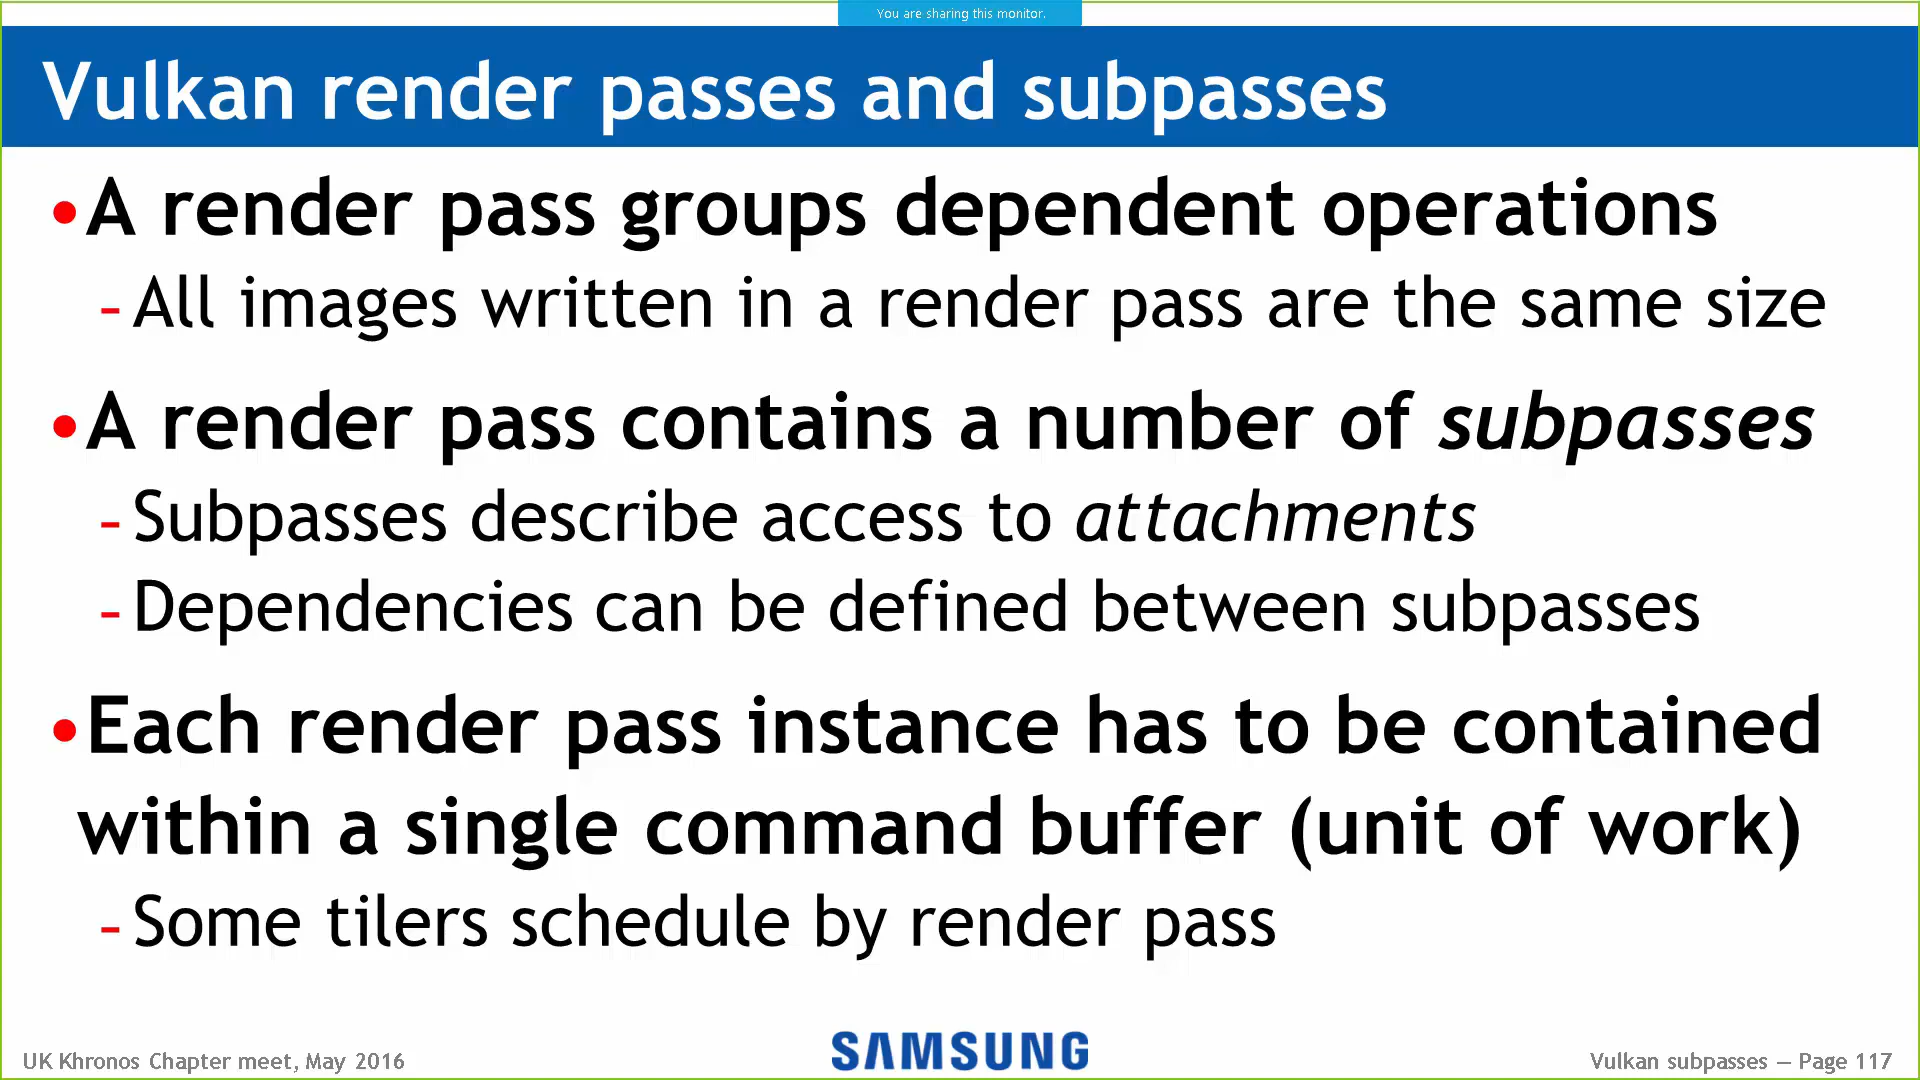 You are sharing this monitor.
Vulkan render passes and subpasses
•A render pass groups dependent operations
-All images written in a render pass are the same size
•A render pass contains a number of subpasses
-Subpasses describe access to attachments
-Dependencies can be defined between subpasses
•Each render pass instance has to be contained
within a single command buffer (unit of work)
-Some tilers schedule by render pass
UK Khronos Chapter meet, May 2016
SAMSUNG
Vulkan subpasses — Page 117